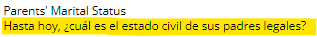 Parents' Marital Status
Hasta hoy, ¿cuál es el estado civil de sus padres legales?